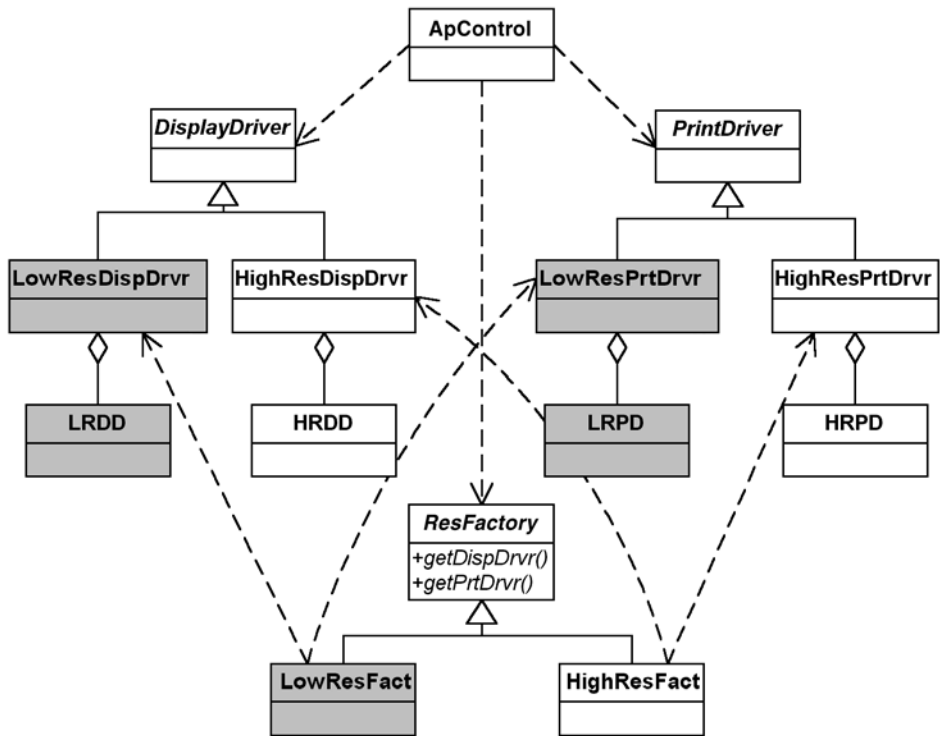 ApControl
DisplayDriver
PrintDriver
LowResDispDrvr
HighResDispDrvr
LowResPrtDrvr
HighResPrtDrvr
LRDD
HRDD
LRPD
HRPD
ResFactory
+getDispDrvr()
+getPrtDrvr()
LowResFact
HighResFact